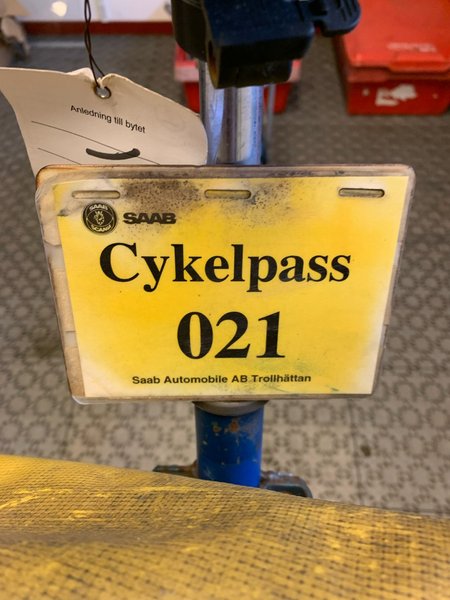 Anledning till bytet
SAAB
SAAB
Cykelpass
021
Saab Automobile AB Trollhättan